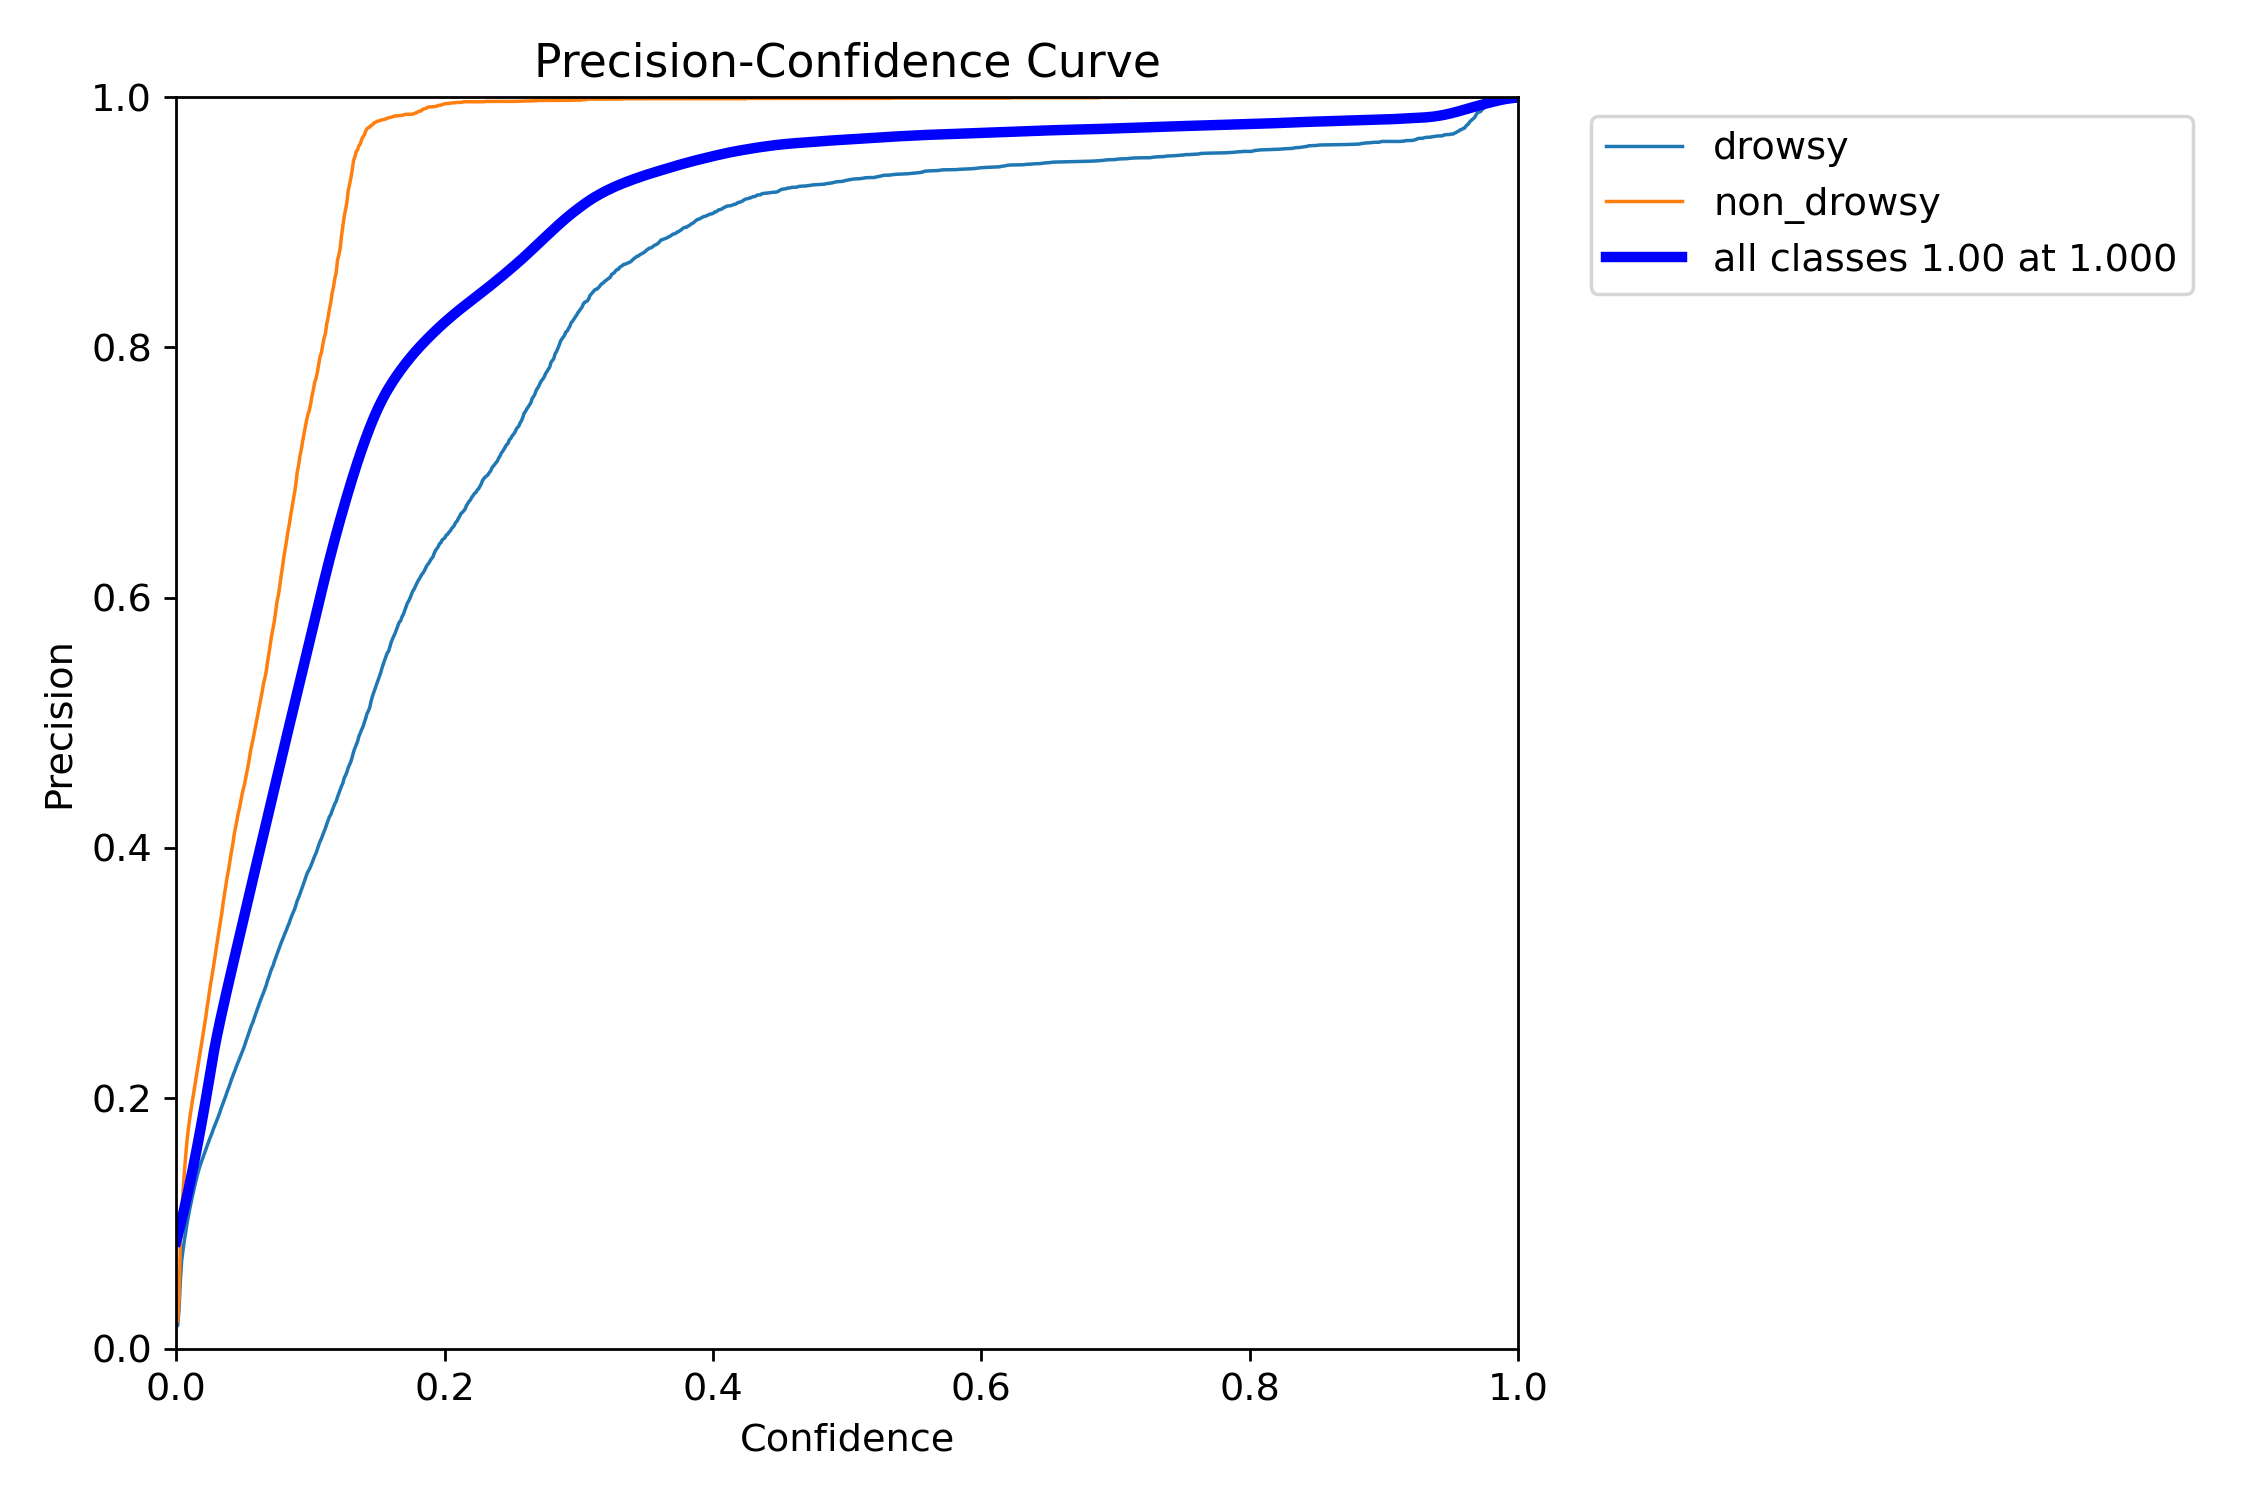 Precision-Confidence Curve
1.0
0.8
0.6
0.4
0.2
0.0
Precision
0.0 0.2 0.4 0.6 0.8 1.0
Confidence
drowsy
non_drowsy
all classes 1.00 at 1.000